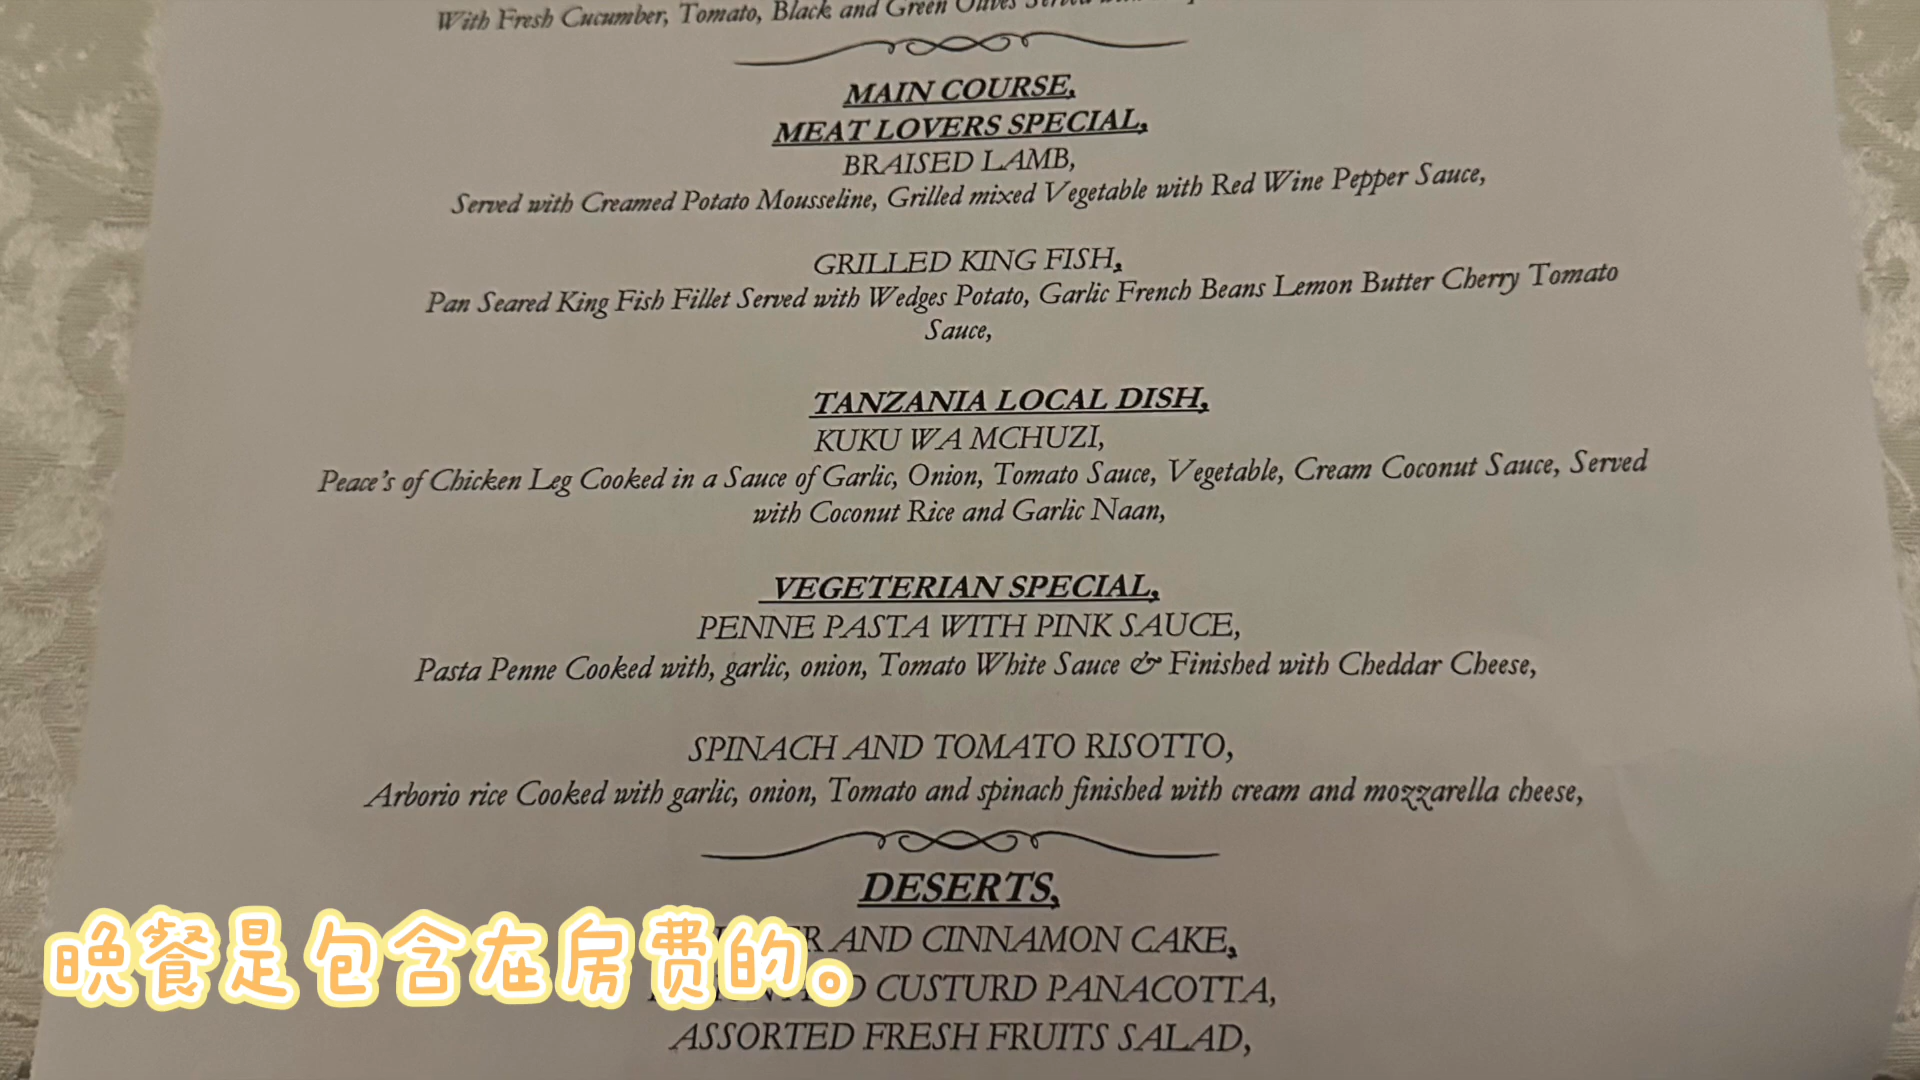 With Fresh Cucumber, Tomato, Black and Green Olives Served
MAIN COURSE,
MEAT LOVERS SPECIAL,
BRAISED LAMB,
Served with Creamed Potato Mousseline, Grilled mixed Vegetable with Red Wine Pepper Sauce,
GRILLED KING FISH,
Pan Seared King Fish Fillet Served with Wedges Potato, Garlic French Beans Lemon Butter Cherry Tomato
Sauce,
TANZANIA LOCAL DISH,
KUKU WA MCHUZI,
Peace's of Chicken Leg Cooked in a Sauce of Garlic, Onion, Tomato Sauce, Vegetable, Cream Coconut Sauce, Served
with Coconut Rice and Garlic Naan,
VEGETERIAN SPECIAL,
PENNE PASTA WITH PINK SAUCE,
Pasta Penne Cooked with, garlic, onion, Tomato White Sauce & Finished with Cheddar Cheese,
SPINACH AND TOMATO RISOTTO,
Arborio rice Cooked with garlic, onion, Tomato and spinach finished with cream and mozzarella cheese,
DESERTS,
AND CINNAMON CAKE,
CUSTURD PANACOTTA,
ASSORTED FRESH FRUITS SALAD,
晚餐是包含在房费的。